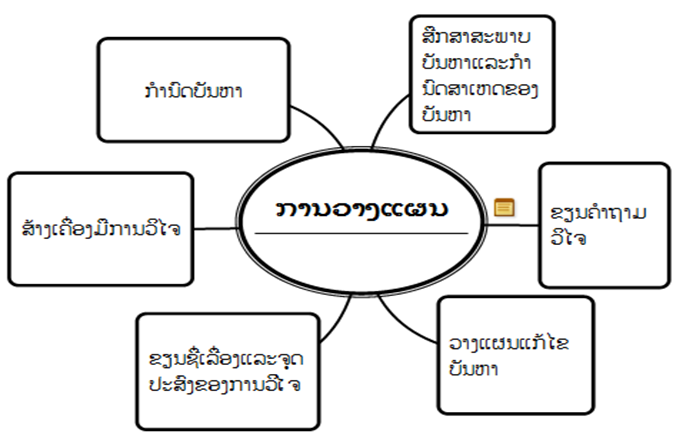 ກຳນົດບັນຫາ
ສຶກສາສະພາບ
ບັນຫາແລະກຳ
ນົດສາເຫດຂອງ
ບັນຫາ
ການວາງແຜນ
ສ້າງເຄື່ອງມືການວິໄຈ
ຂຽນຄຳຖາມ
ວິໄຈ
ຂຽນຊື່ເລື່ອງແລະຈຸດ
ປະສົງຂອງການວິໄຈ
ວາງແຜນແກ້ໄຂ
ບັນຫາ